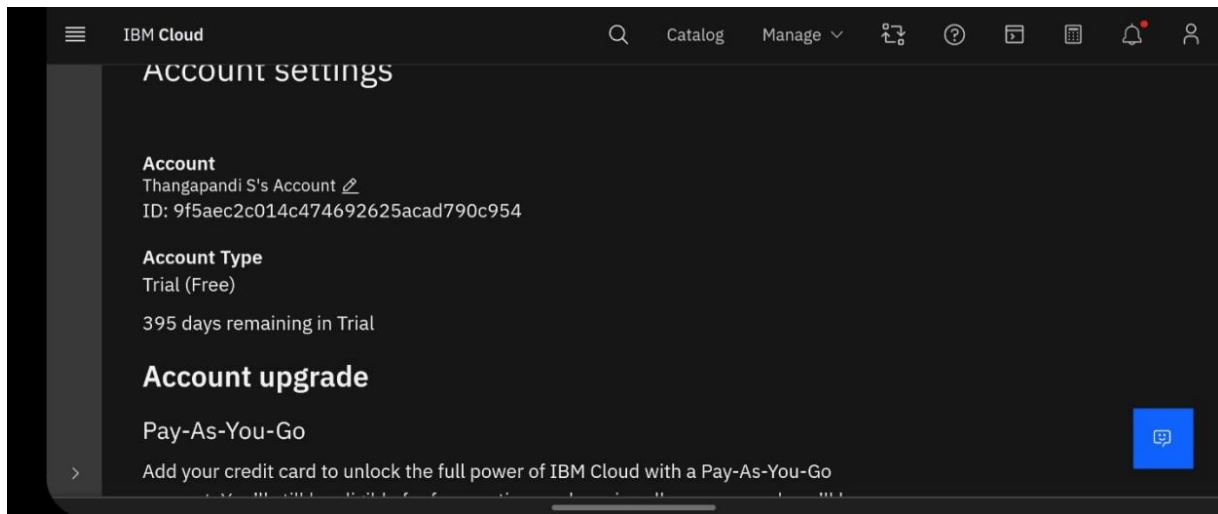 IBM Cloud
Catalog
Manage
Account settings
Account
Thangapandi S's Account
ID: 9f5aec2c014c474692625acad790c954
Account Type
Trial (Free)
395 days remaining in Trial
Account upgrade
Pay-As-You-Go
Add your credit card to unlock the full power of IBM Cloud with a Pay-As-You-Go